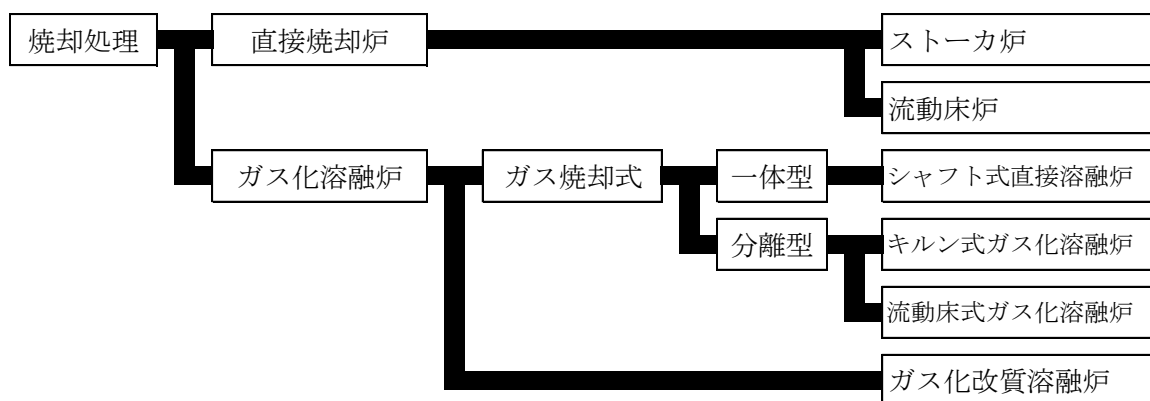 焼却処理
直接焼却炉
ストーカ炉
流動床炉
ガス化溶融炉
ガス焼却式
一体型
シャフト式直接溶融炉
分離型
キルン式ガス化溶融炉
流動床式ガス化溶融炉
ガス化改質溶融炉